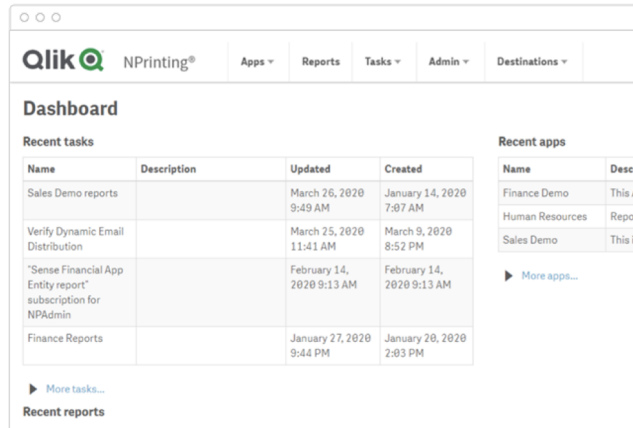 Qlik NPrinting® Apps Reports Tasks Admin Destinations
Dashboard
Recent tasks
Name Description Updated Created
Sales Demo reports March 26, 2020 January 14, 2020
9:49 AM 7:07 AM
Verify Dynamic Email March 25, 2020 March 9, 2020
Distribution 11:41 AM 8:52 PM
"Sense Financial App February 14, February 14,
Entity report" 2020 9:13 AM 2020 9:13 AM
subscription for
NPAdmin
Finance Reports January 27, 2020 January 20, 2020
9:44 PM 2:03 PM
More tasks...
Recent reports
Recent apps
Name Desc
Finance Demo This
Human Resources Repo
Sales Demo This i
More apps...